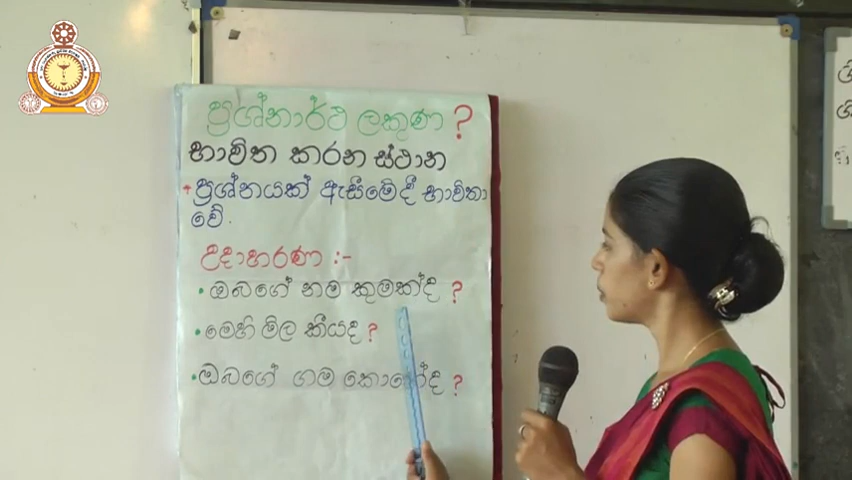 ප්‍රශ්නාර්ථ ලකුණ ?
භාවිත කරන ස්ථාන
+ප්‍රශ්නයක් ඇසීමේදී භාවිතා
වේ.
උදාහරණ :-
• ඔබගේ නම කුමක්ද ?
• මෙහි මිල කීයද ?
• ඔබගේ ගම කොහේද ?